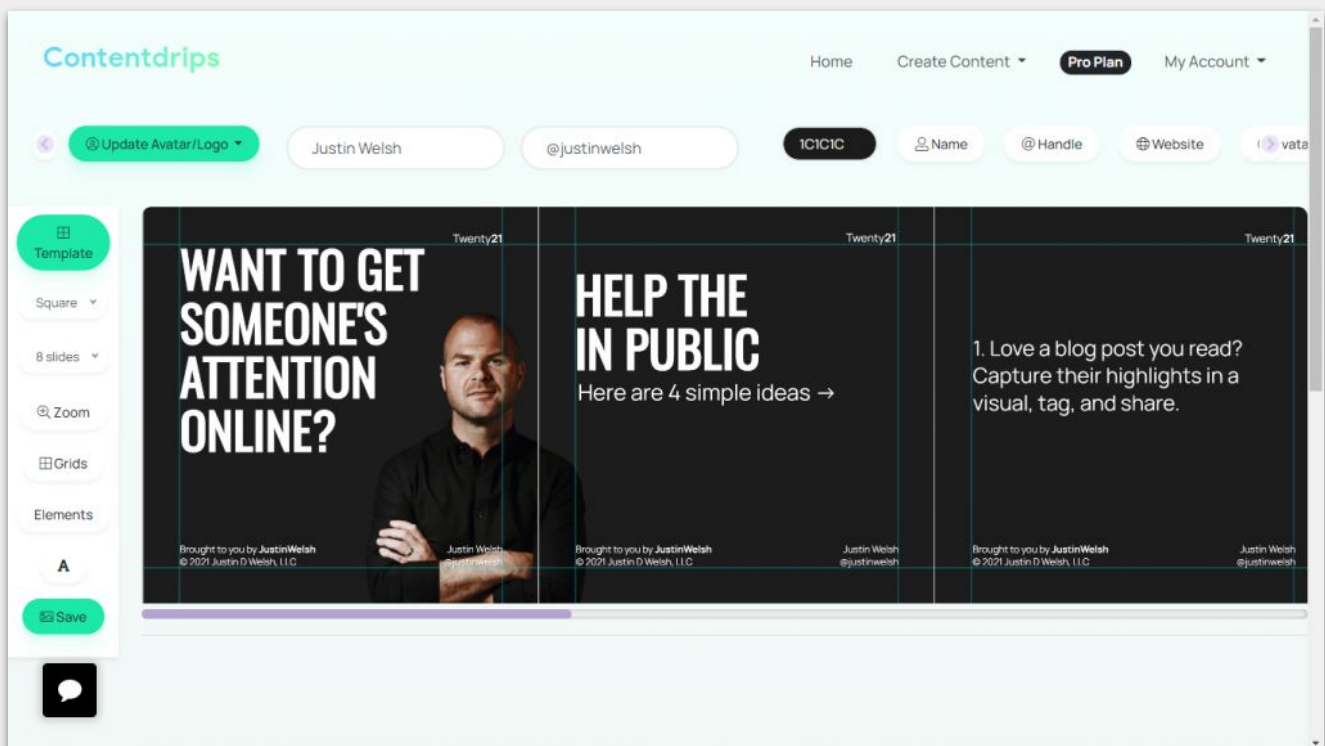 Contentdrips
Home Create Content Pro Plan My Account
Update Avatar/Logo Justin Welsh @justinwelsh 1C1C1C Name @ Handle Website vata
Template
Square
8 slides
Zoom
Grids
Elements
A
Save
Twenty21
WANT TO GET
SOMEONE'S
ATTENTION
ONLINE?
Brought to you by JustinWelsh
© 2021 Justin D Welsh, LLC
Justin Welsh
@justinwelsh
Twenty21
HELP THE
IN PUBLIC
Here are 4 simple ideas →
Brought to you by JustinWelsh
© 2021 Justin D Welsh, LLC
Justin Welsh
@justinwelsh
Twenty21
1. Love a blog post you read?
Capture their highlights in a
visual, tag, and share.
Brought to you by JustinWelsh
© 2021 Justin D Welsh, LLC
Justin Welsh
@justinwelsh